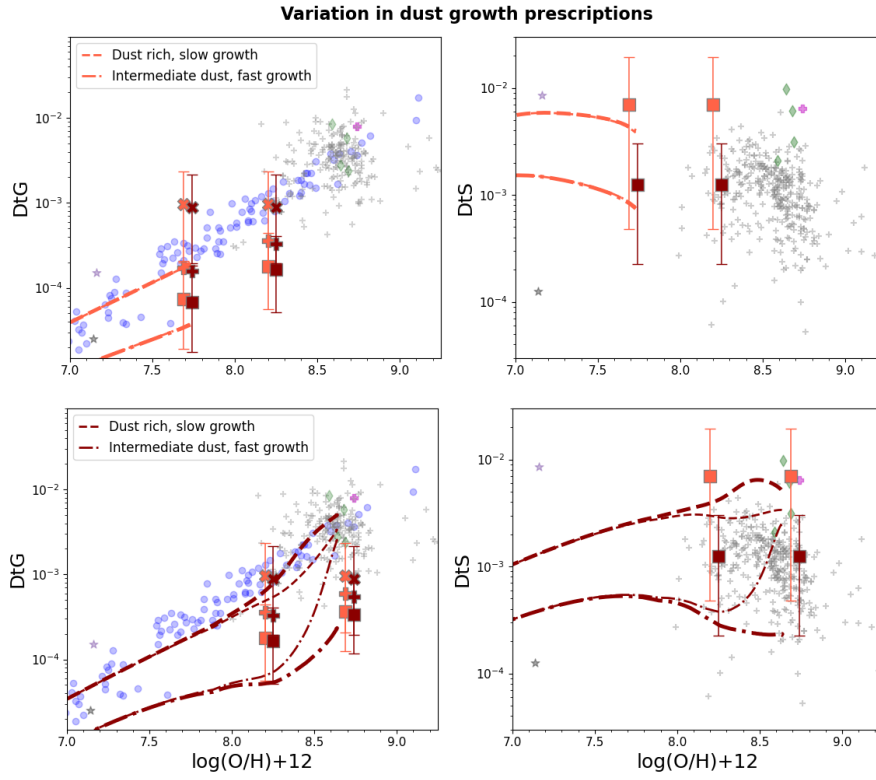 Variation in dust growth prescriptions
DtG
10⁻²
10⁻³
10⁻⁴
Dust rich, slow growth
Intermediate dust, fast growth
7.0 7.5 8.0 8.5 9.0
DtS
10⁻²
10⁻³
10⁻⁴
7.0 7.5 8.0 8.5 9.0
DtG
10⁻²
10⁻³
10⁻⁴
Dust rich, slow growth
Intermediate dust, fast growth
7.0 7.5 8.0 8.5 9.0
log(O/H)+12
DtS
10⁻²
10⁻³
10⁻⁴
7.0 7.5 8.0 8.5 9.0
log(O/H)+12